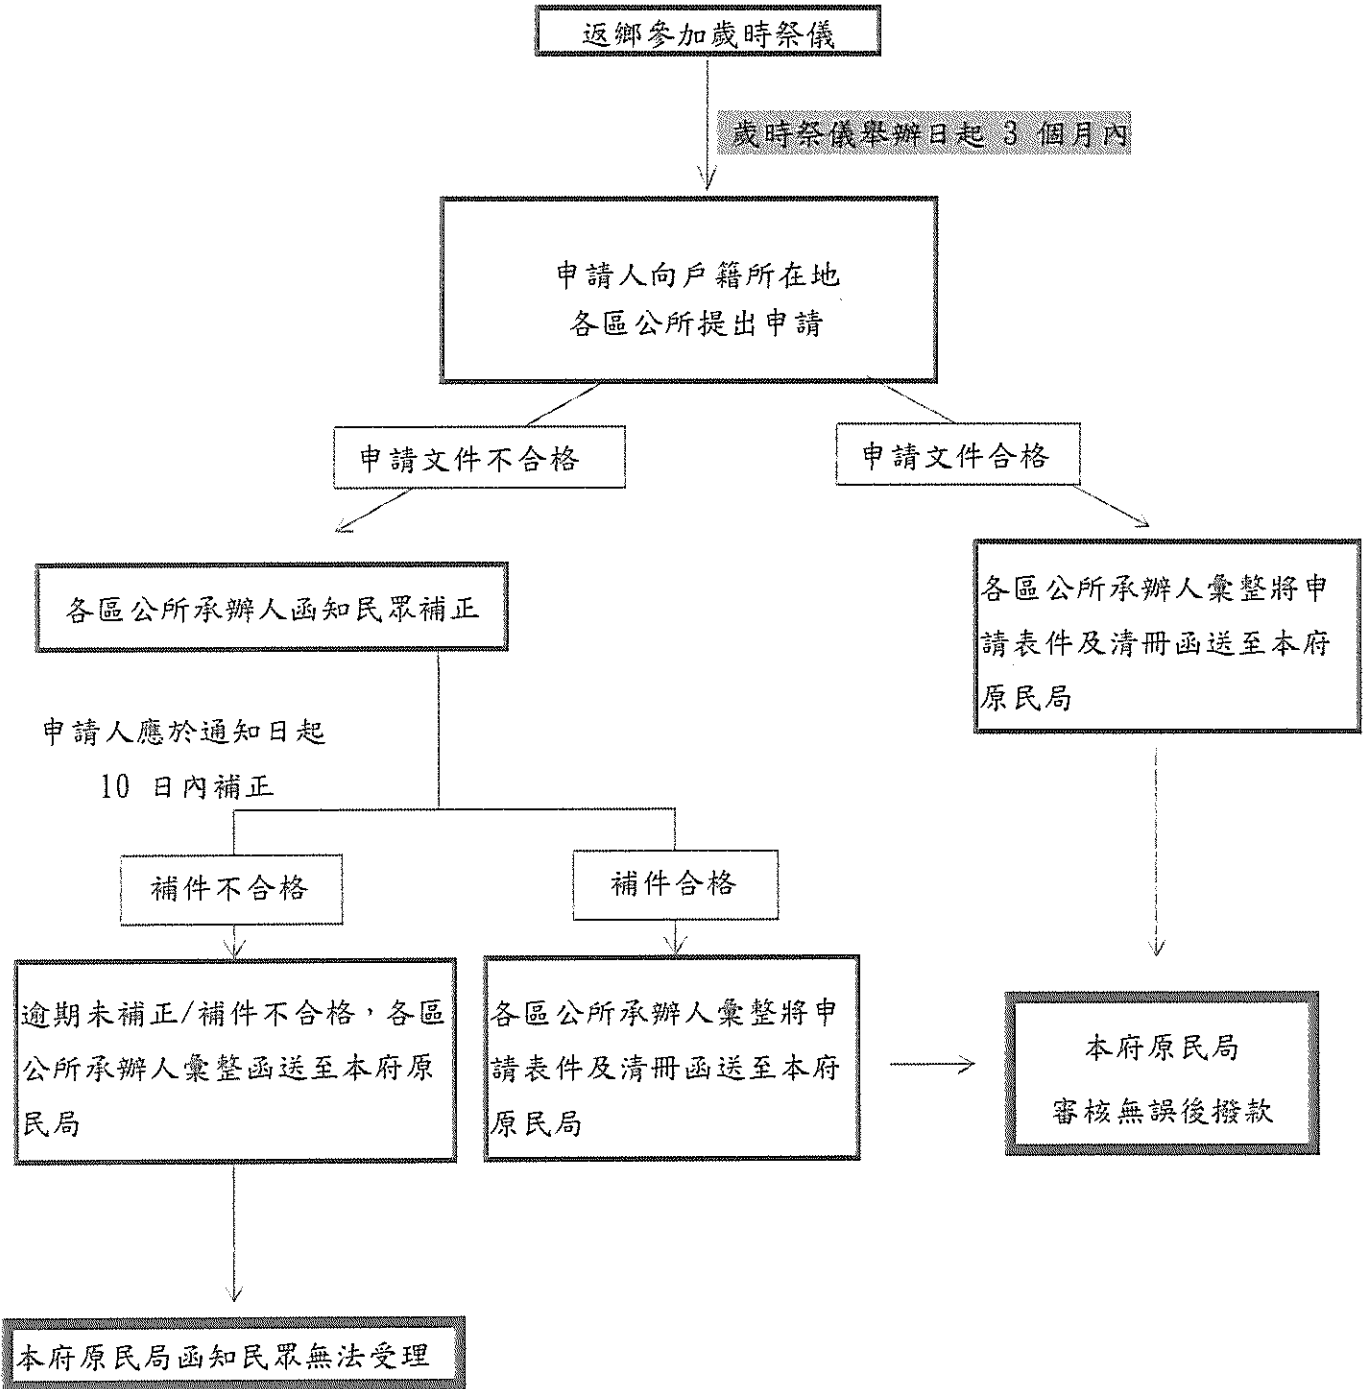 返鄉參加歲時祭儀
歲時祭儀舉辦日起 3 個月內
申請人向戶籍所在地
各區公所提出申請
申請文件不合格
申請文件合格
各區公所承辦人函知民眾補正
各區公所承辦人彙整將申
請表件及清冊函送至本府
原民局
申請人應於通知日起
10 日內補正
補件不合格
補件合格
逾期未補正/補件不合格，各區
公所承辦人彙整函送至本府原
民局
各區公所承辦人彙整將申
請表件及清冊函送至本府
原民局
本府原民局
審核無誤後撥款
本府原民局函知民眾無法受理